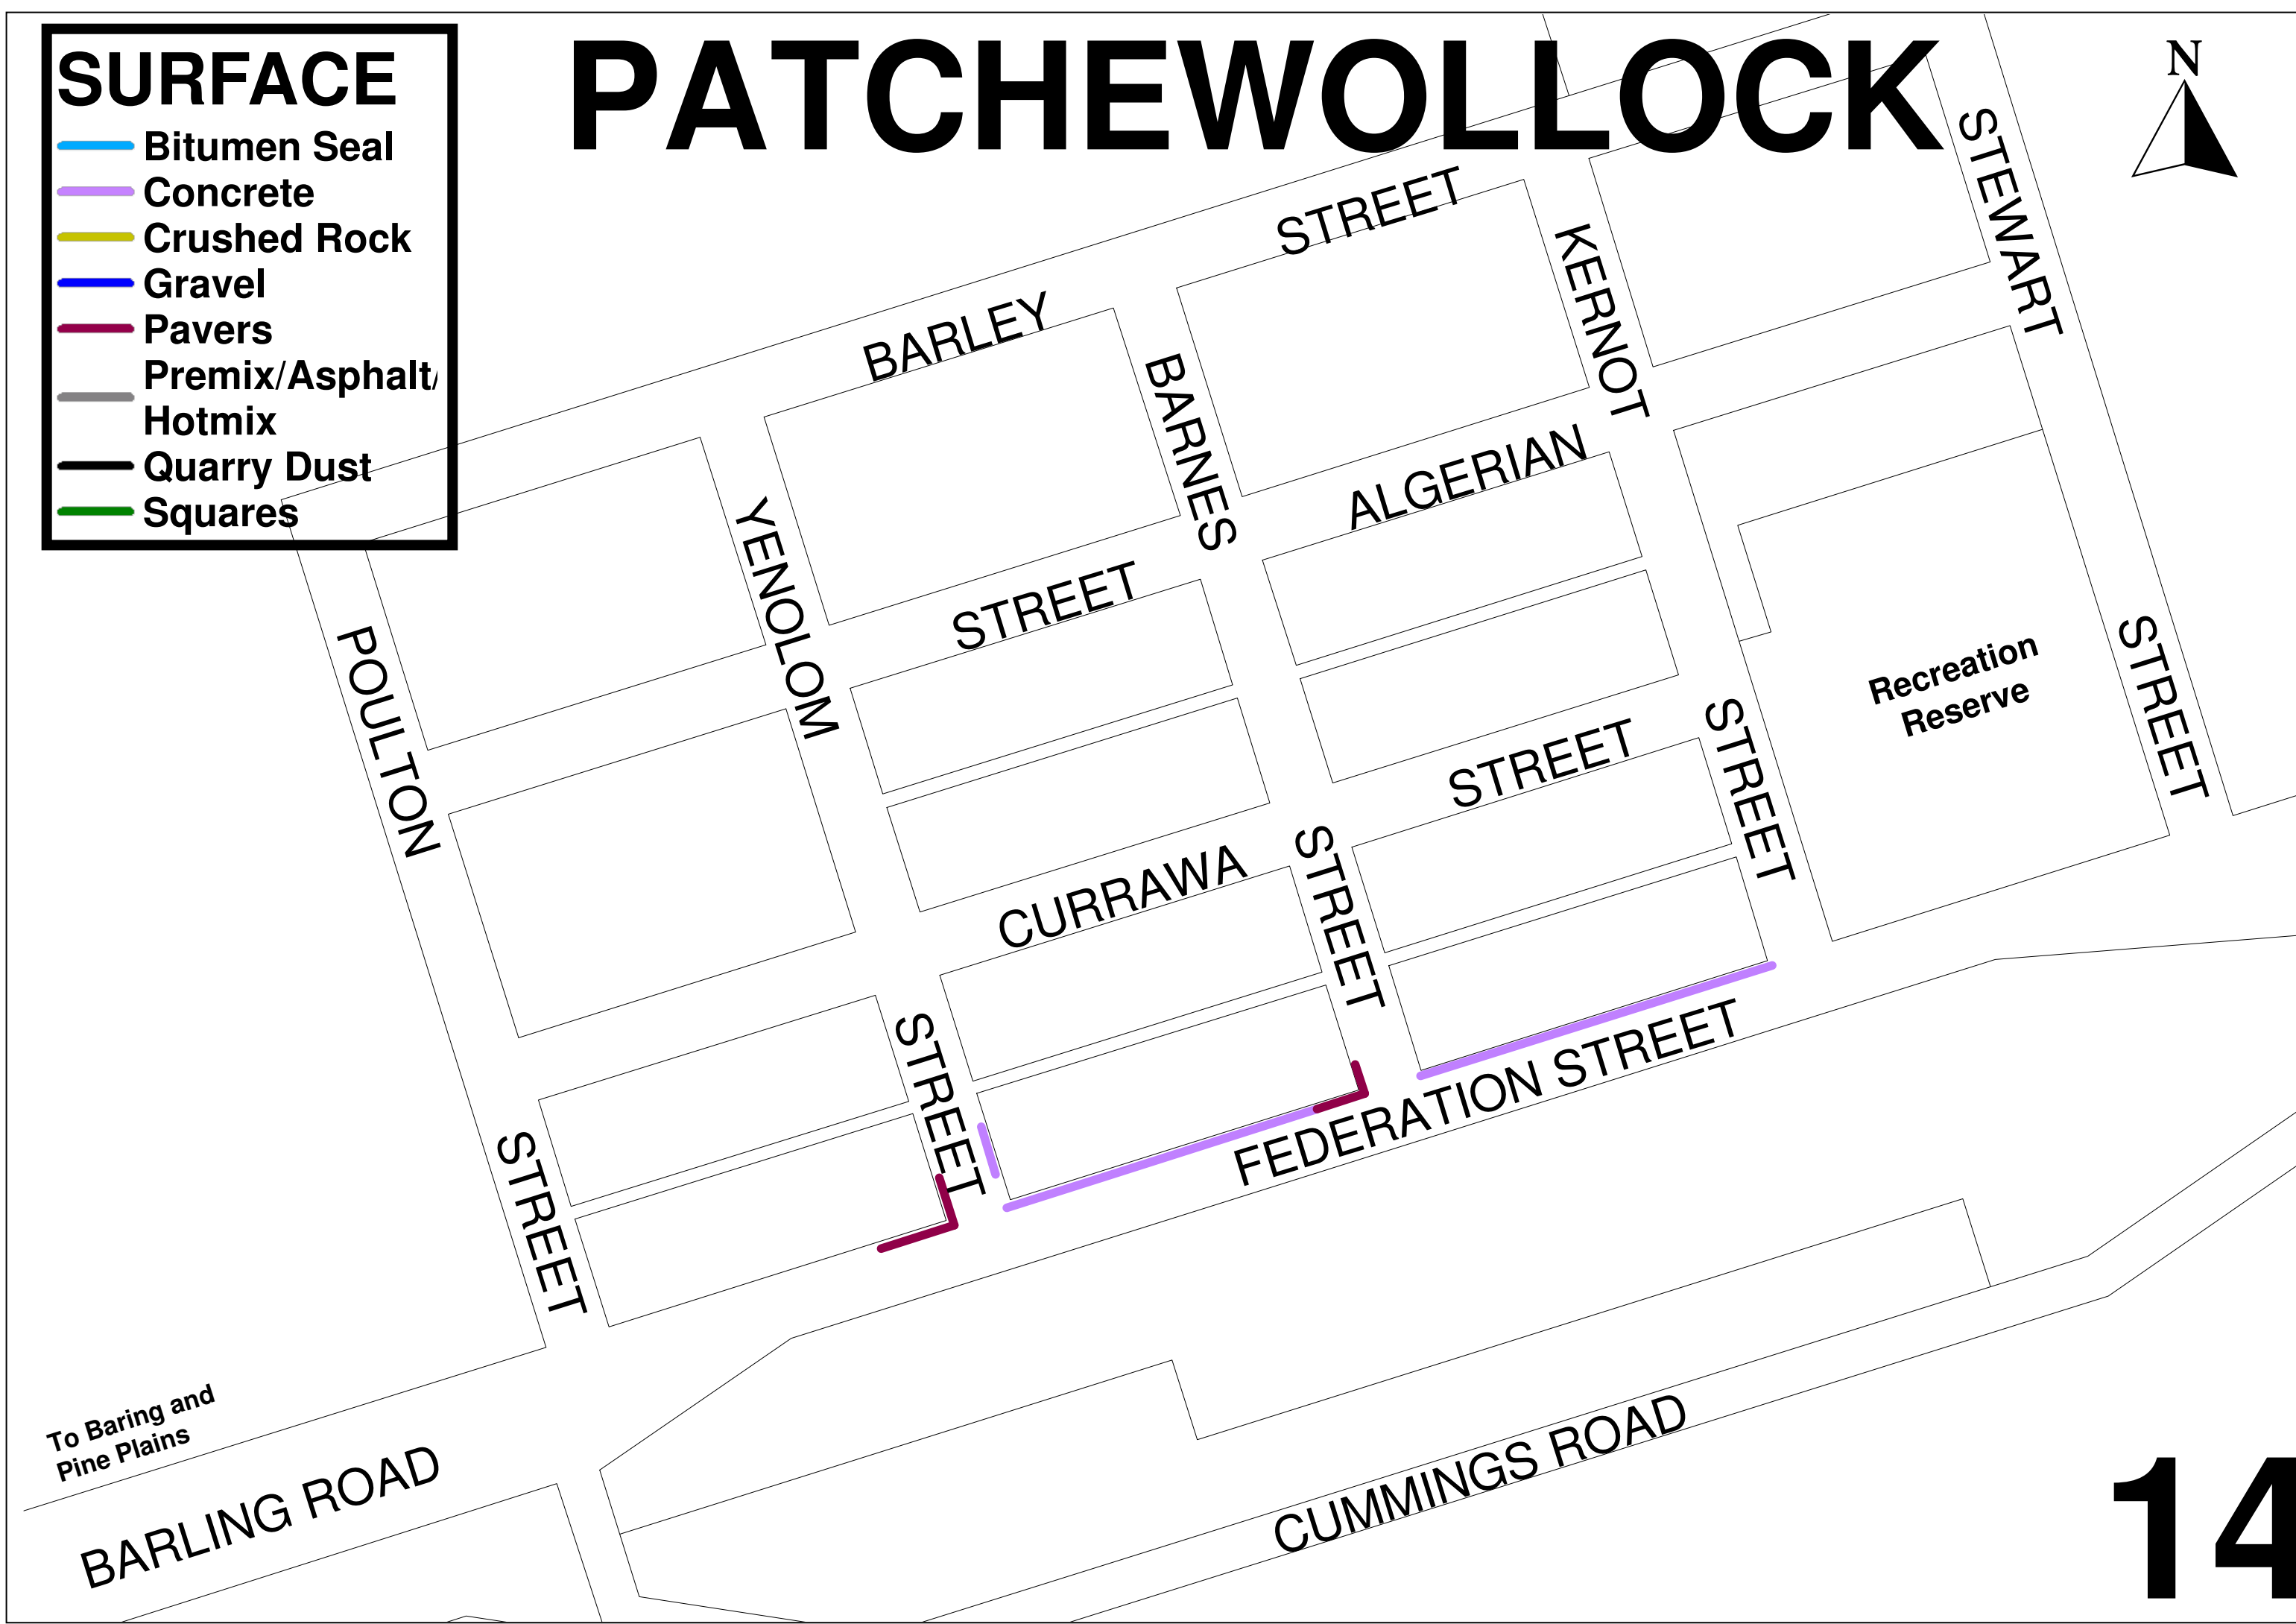 PATCHEWOLLOCK
N
SURFACE
Bitumen Seal
Concrete
Crushed Rock
Gravel
Pavers
Premix/Asphalt/
Hotmix
Quarry Dust
Squares
BARLEY STREET
STEWART STREET
KERNOT STREET
BARNES STREET
YENOLOM STREET
POULTON STREET
STREET ALGERIAN
CURRAWA STREET
Recreation
Reserve
FEDERATION STREET
To Baring and
Pine Plains
BARLING ROAD
CUMMINGS ROAD
14